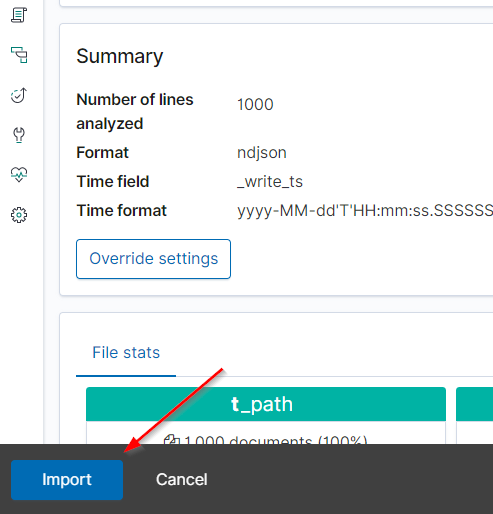 Summary
Number of lines
analyzed
1000
Format
ndjson
Time field
_write_ts
Time format
yyyy-MM-dd'T'HH:mm:ss.SSSSSS
Override settings
File stats
t_path
1,000 documents (100%)
Import
Cancel